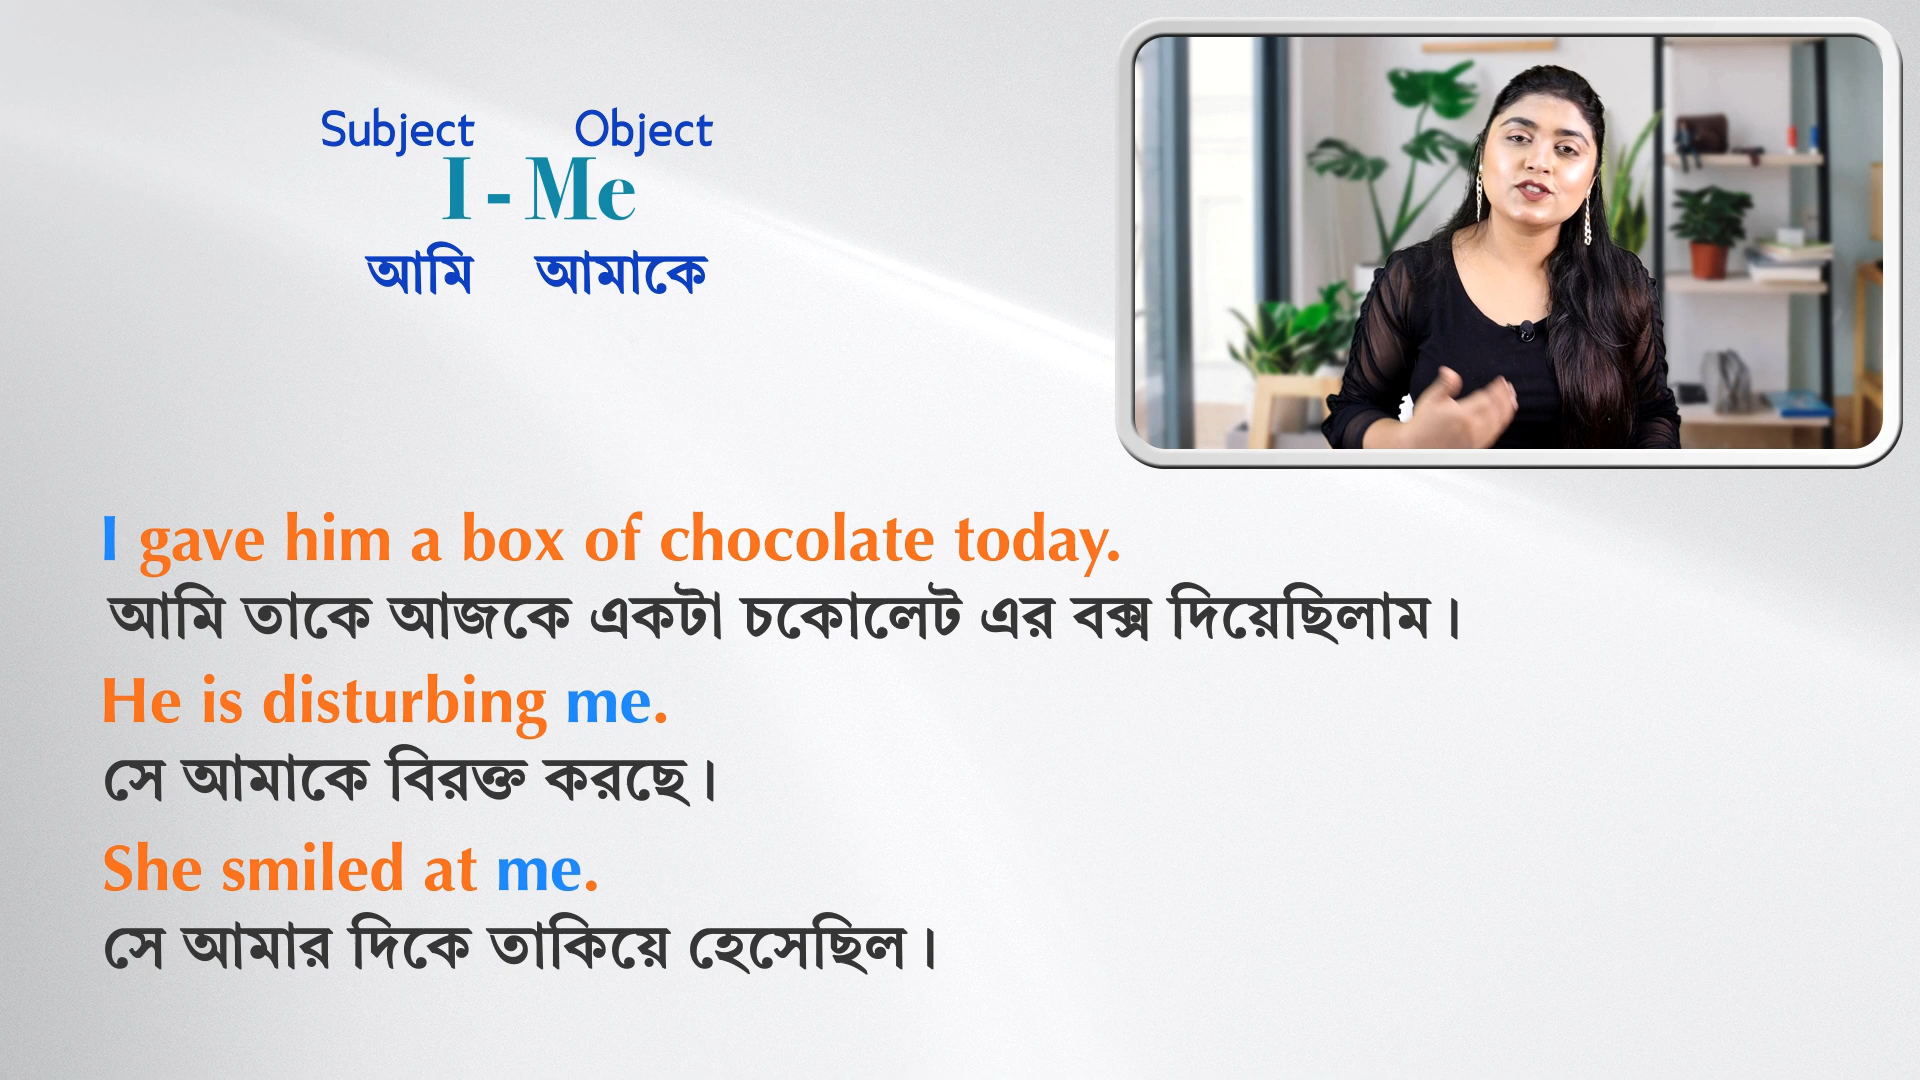 Subject Object
I - Me
আমি আমাকে
I gave him a box of chocolate today.
আমি তাকে আজকে একটা চকোলেট এর বক্স দিয়েছিলাম।
He is disturbing me.
সে আমাকে বিরক্ত করছে।
She smiled at me.
সে আমার দিকে তাকিয়ে হেসেছিল।